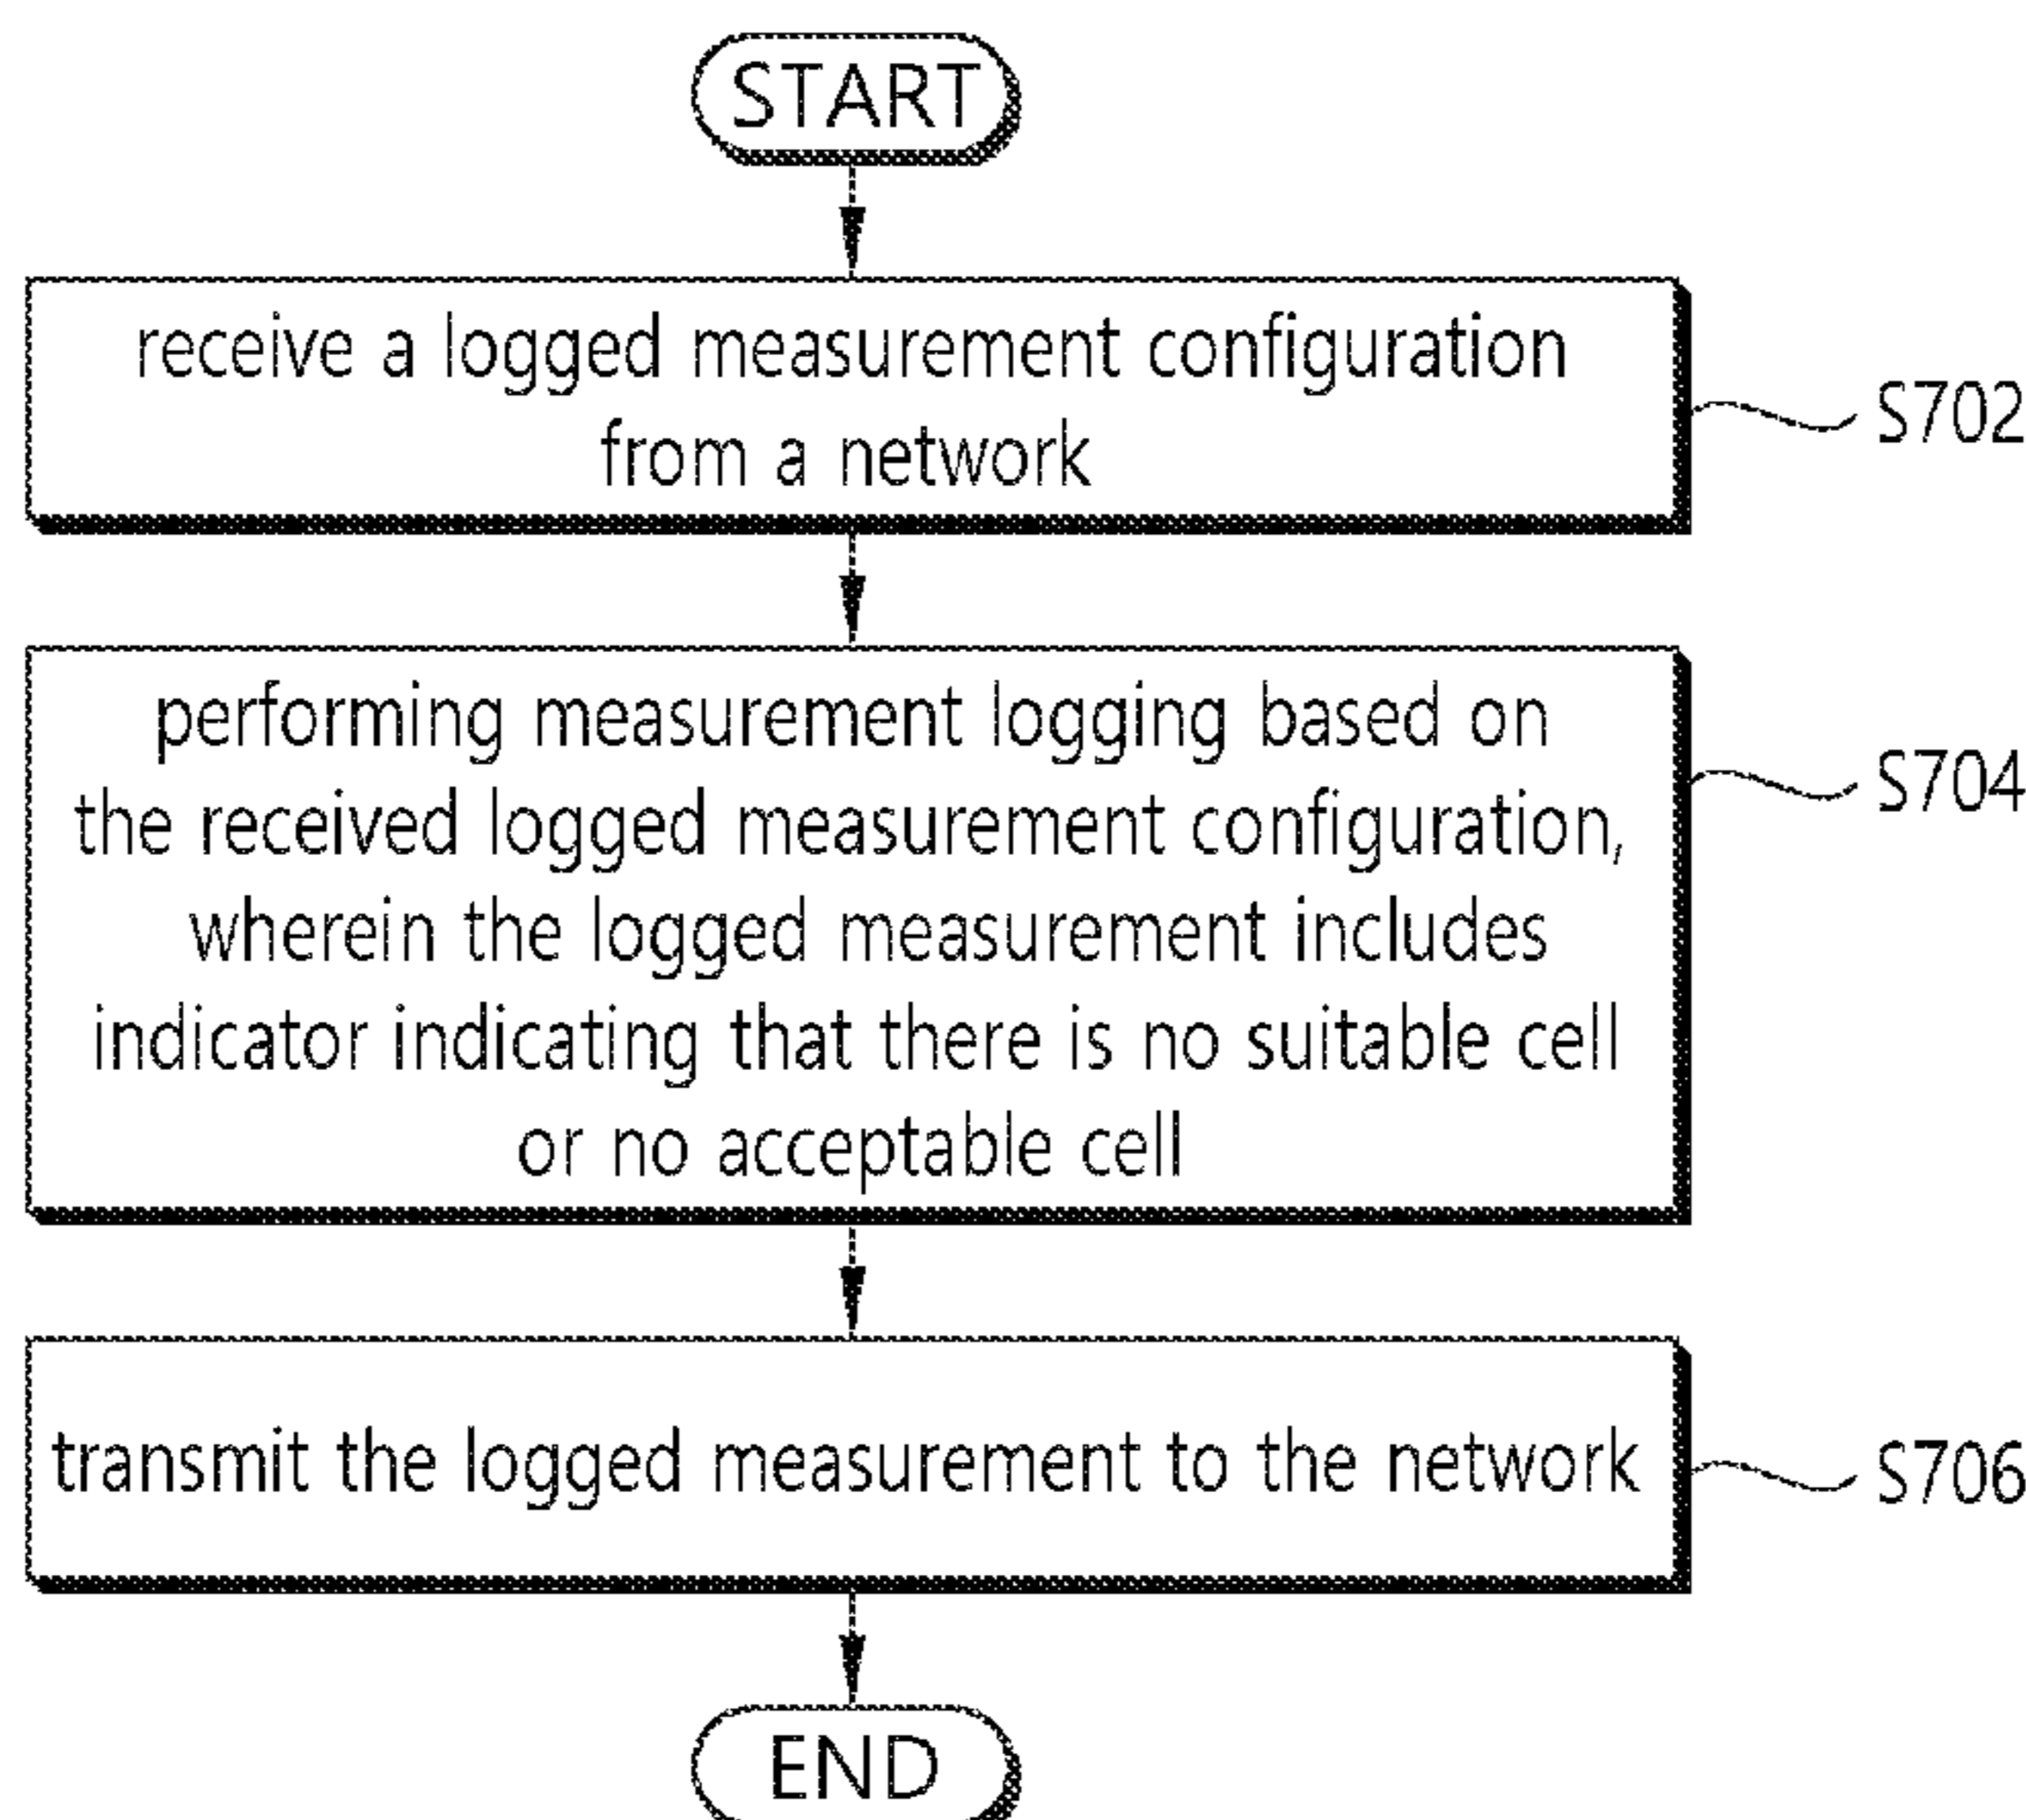 START
receive a logged measurement configuration
from a network
S702
performing measurement logging based on
the received logged measurement configuration,
wherein the logged measurement includes
indicator indicating that there is no suitable cell
or no acceptable cell
S704
transmit the logged measurement to the network
S706
END